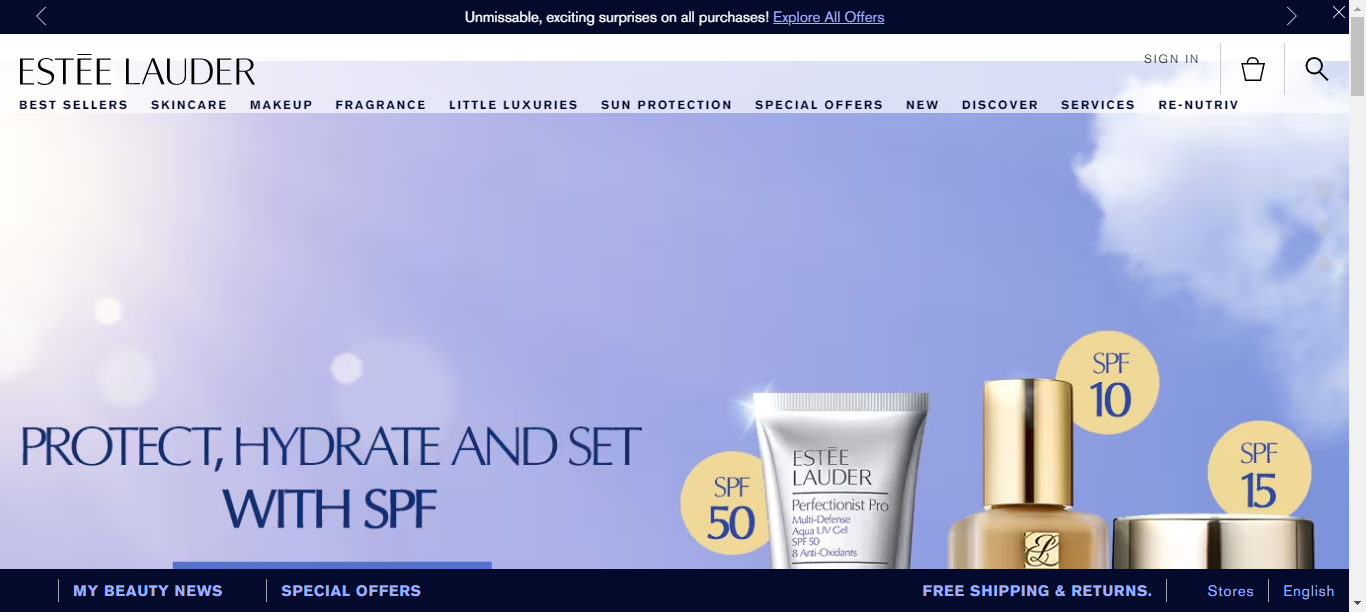 Unmissable, exciting surprises on all purchases! Explore All Offers
ESTĒE LAUDER
SIGN IN
BEST SELLERS SKINCARE MAKEUP FRAGRANCE LITTLE LUXURIES SUN PROTECTION SPECIAL OFFERS NEW DISCOVER SERVICES RE-NUTRIV
PROTECT, HYDRATE AND SET
WITH SPF
SPF
50
ESTĒE
LAUDER
Perfectionist Pro
Multi-Defense
Aqua UV Gel
SPF 50
8 Anti-Oxidants
SPF
10
SPF
15
MY BEAUTY NEWS SPECIAL OFFERS FREE SHIPPING & RETURNS. Stores English